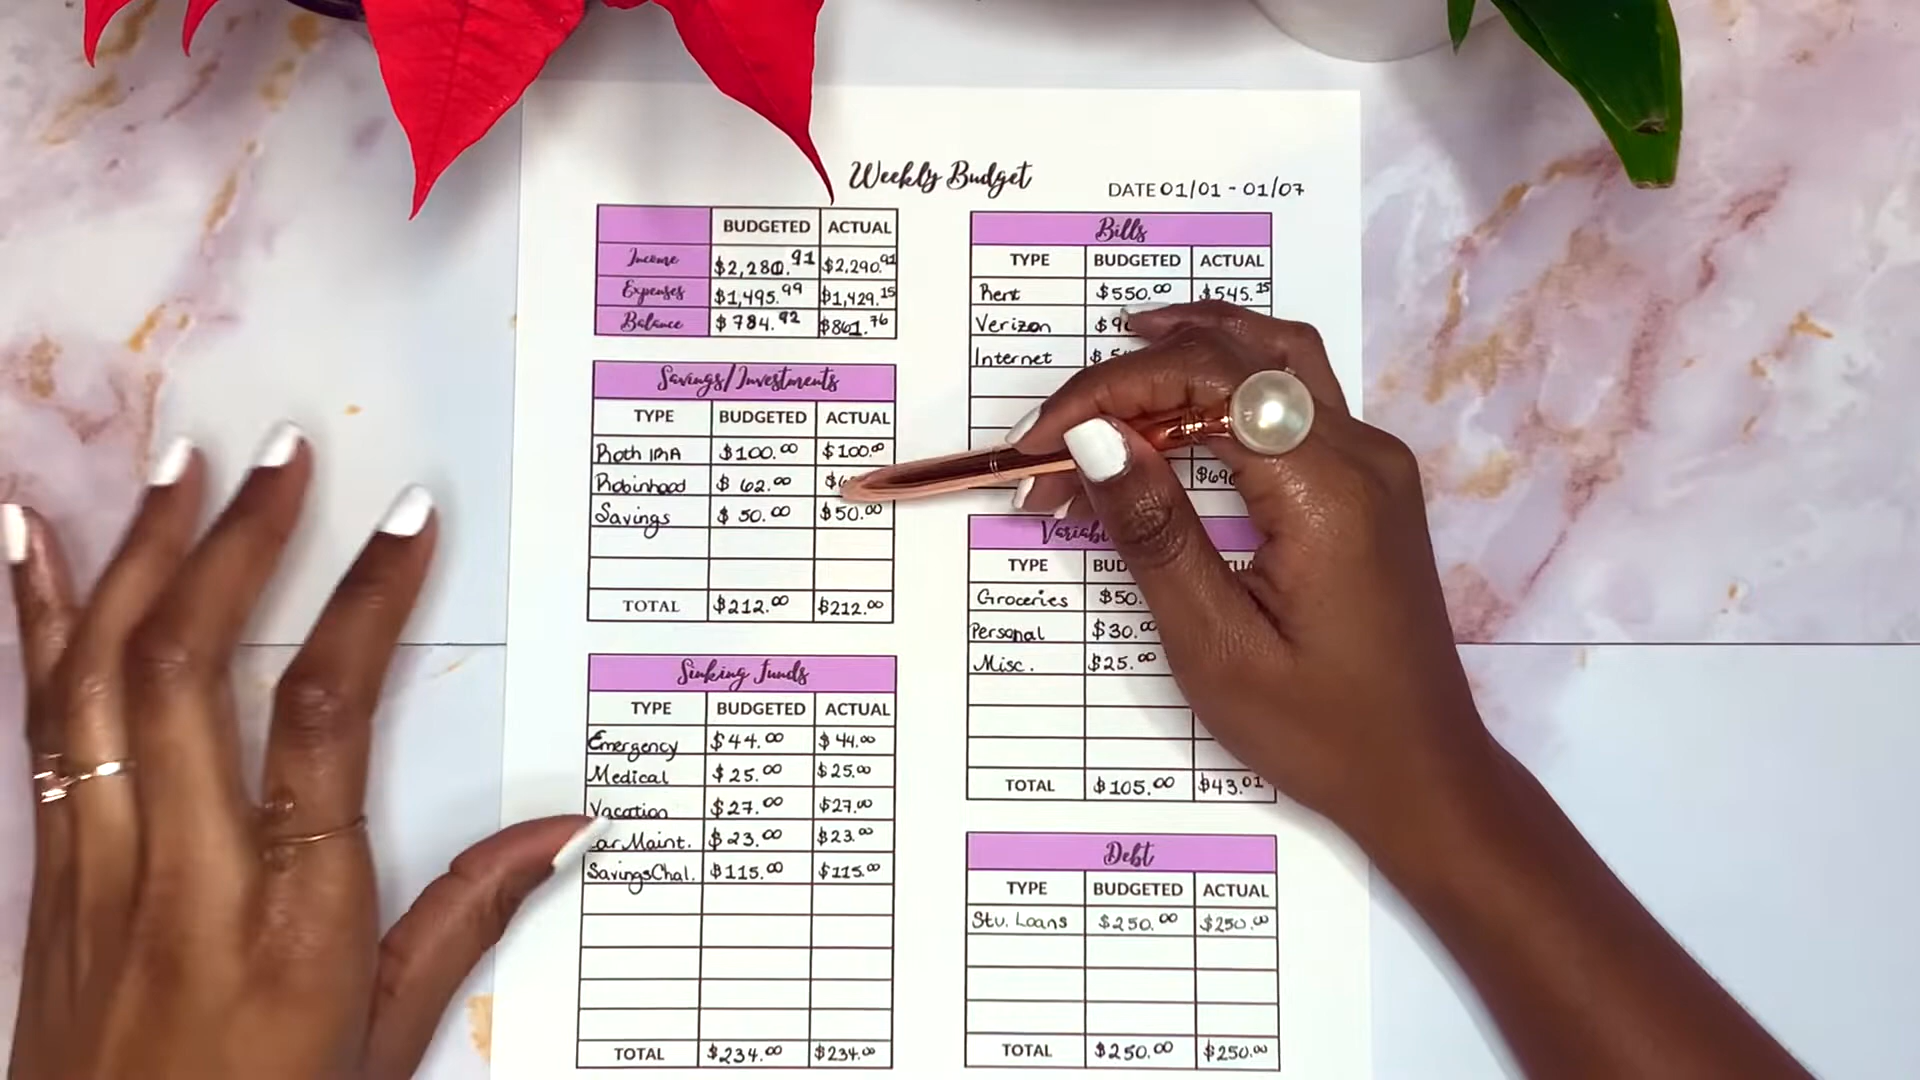 Weekly Budget
DATE 01/01 - 01/07
BUDGETED ACTUAL
Income $2,280.91 $2,290.91
Expenses $1,495.99 $1,429.15
Balance $784.92 $861.76
Savings/Investments
TYPE BUDGETED ACTUAL
Roth IRA $100.00 $100.00
Robinhood $62.00
Savings $50.00 $50.00
TOTAL $212.00 $212.00
Sinking Funds
TYPE BUDGETED ACTUAL
Emergency $44.00 $44.00
Medical $25.00 $25.00
Vacation $27.00 $27.00
Car Maint. $23.00 $23.00
Savings Chal. $115.00 $115.00
TOTAL $234.00 $234.00
Bills
TYPE BUDGETED ACTUAL
Rent $550.00 $545.15
Verizon
Internet
TYPE
Groceries $50.
Personal $30.00
Misc. $25.00
TOTAL $105.00 $43.01
Debt
TYPE BUDGETED ACTUAL
Stu. Loans $250.00 $250.00
TOTAL $250.00 $250.00